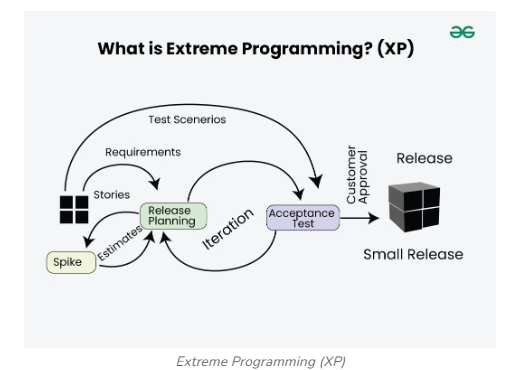 What is Extreme Programming? (XP)
Test Scenerios
Requirements
Stories
Release
Planning
Estimates
Spike
Iteration
Acceptance
Test
Customer
Approval
Release
Small Release
Extreme Programming (XP)